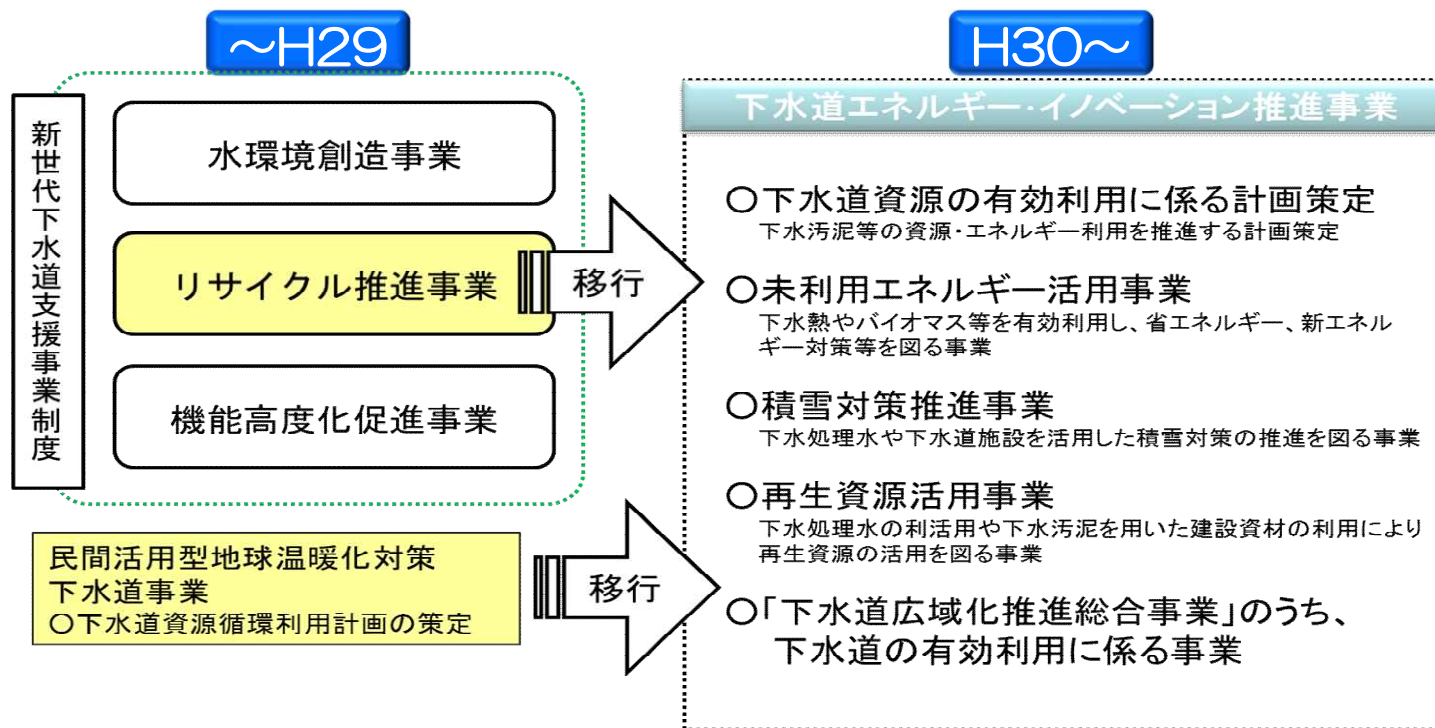 ～H29
新世代下水道支援事業制度
水環境創造事業
リサイクル推進事業
機能高度化促進事業
移行
民間活用型地球温暖化対策
下水道事業
〇下水道資源循環利用計画の策定
移行
H30～
下水道エネルギー・イノベーション推進事業
〇下水道資源の有効利用に係る計画策定
下水汚泥等の資源・エネルギー利用を推進する計画策定
〇未利用エネルギー活用事業
下水熱やバイオマス等を有効利用し、省エネルギー、新エネル
ギー対策等を図る事業
〇積雪対策推進事業
下水処理水や下水道施設を活用した積雪対策の推進を図る事業
〇再生資源活用事業
下水処理水の利活用や下水汚泥を用いた建設資材の利用により
再生資源の活用を図る事業
〇「下水道広域化推進総合事業」のうち、
下水道の有効利用に係る事業